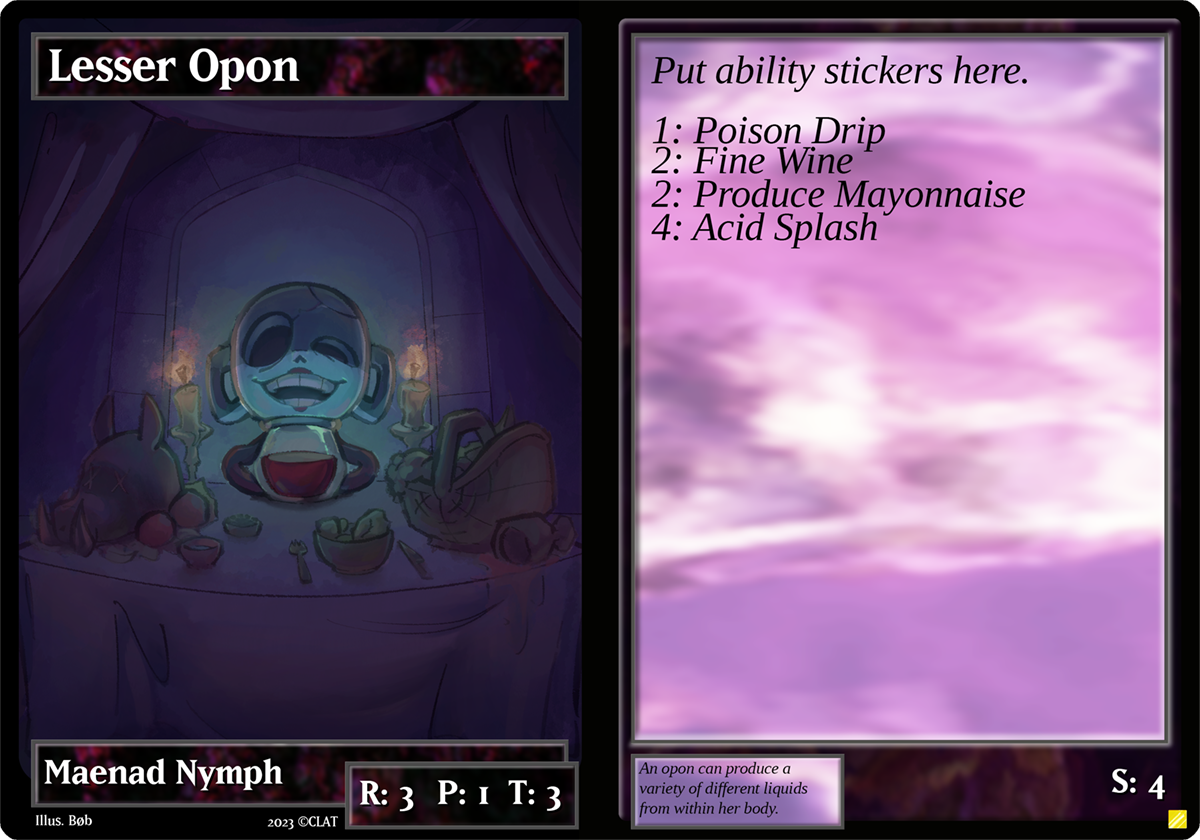 Lesser Opon
Maenad Nymph
R: 3 P: 1 T: 3
Illus. Bøb
2023 ©CLAT
Put ability stickers here.
1: Poison Drip
2: Fine Wine
2: Produce Mayonnaise
4: Acid Splash
An opon can produce a
variety of different liquids
from within her body.
S: 4